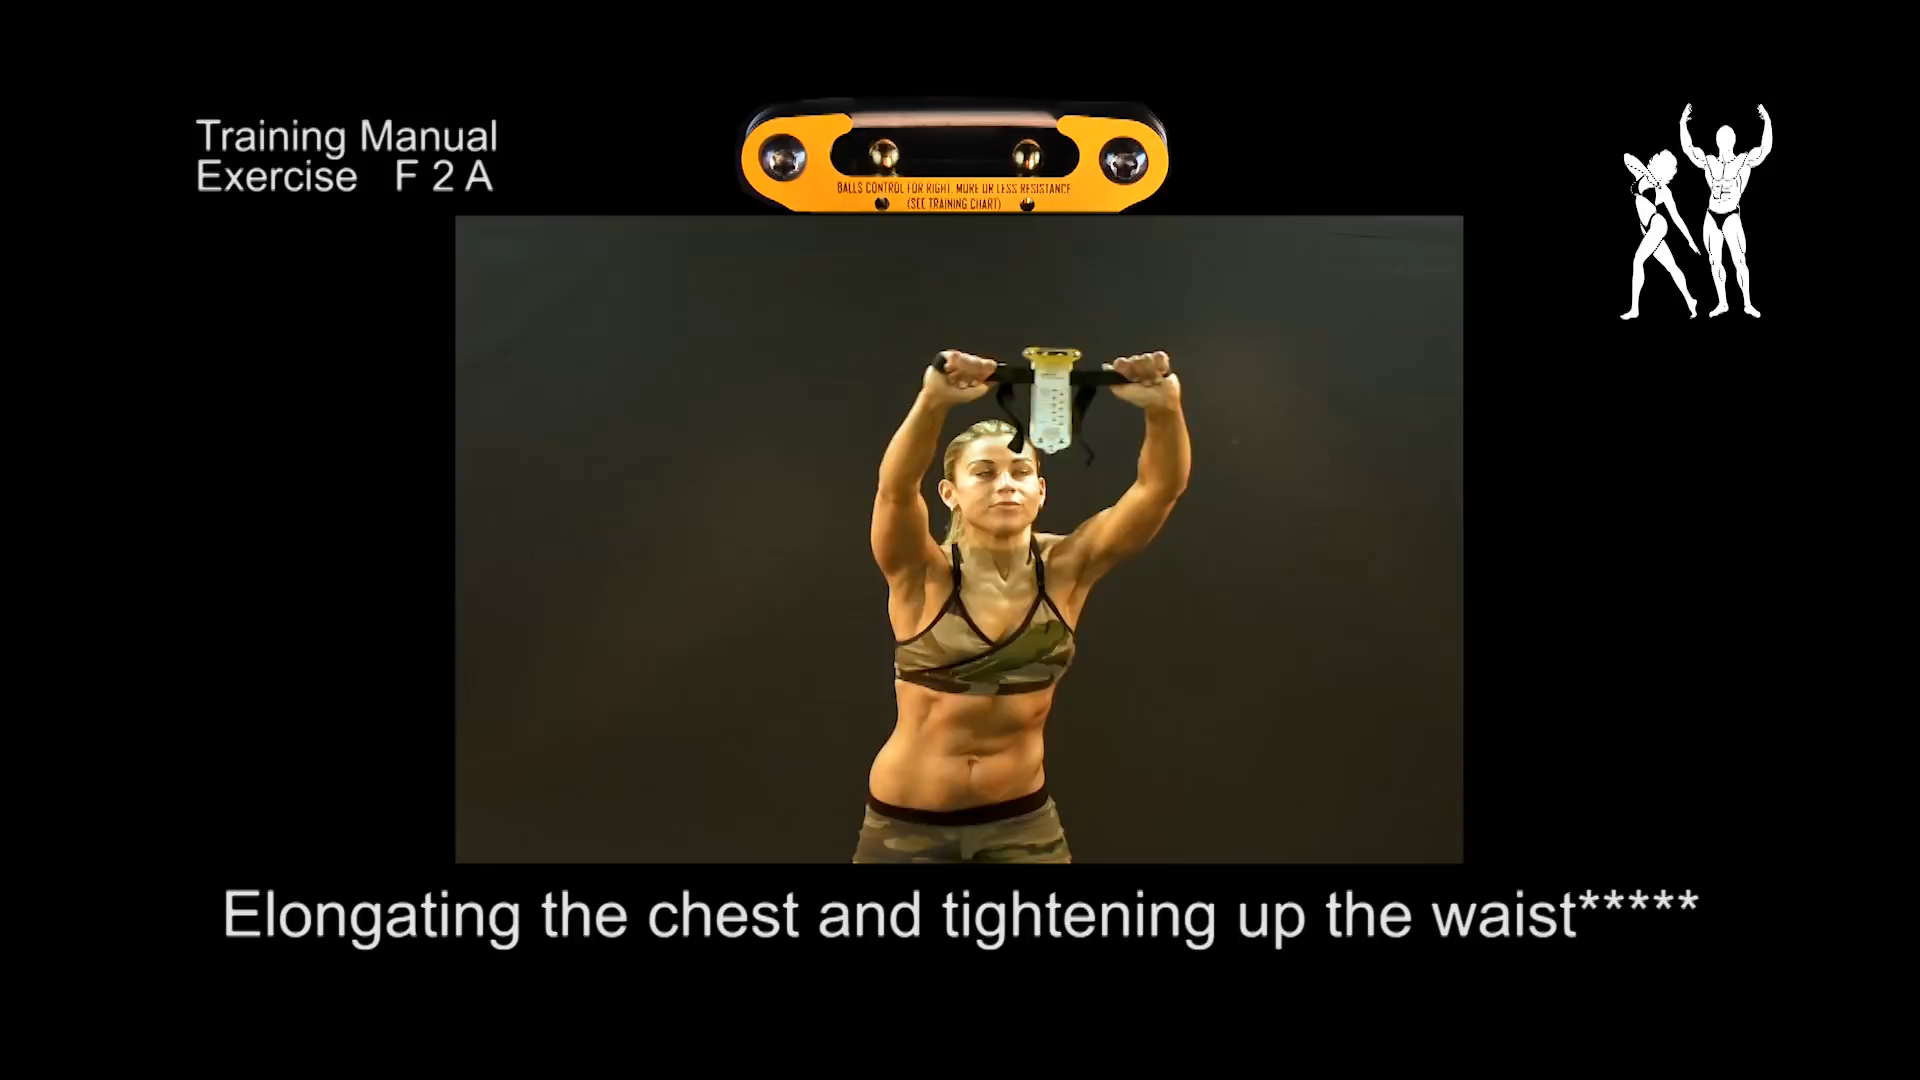 Training Manual
Exercise F 2 A
BALLS CONTROL FOR RIGHT, MORE OR LESS RESISTANCE
(SEE TRAINING CHART)
Elongating the chest and tightening up the waist*****